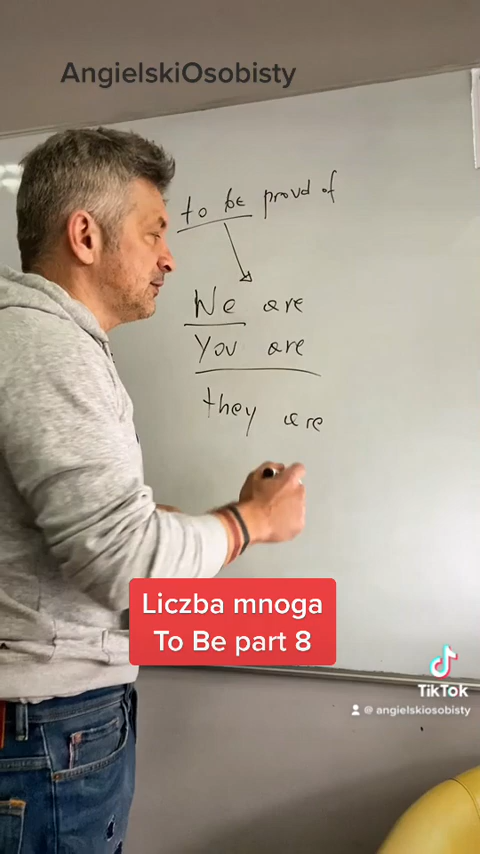 AngielskiOsobisty
to be proud of
We are
You are
they are
Liczba mnoga
To Be part 8
TikTok
@ angielskiosobisty